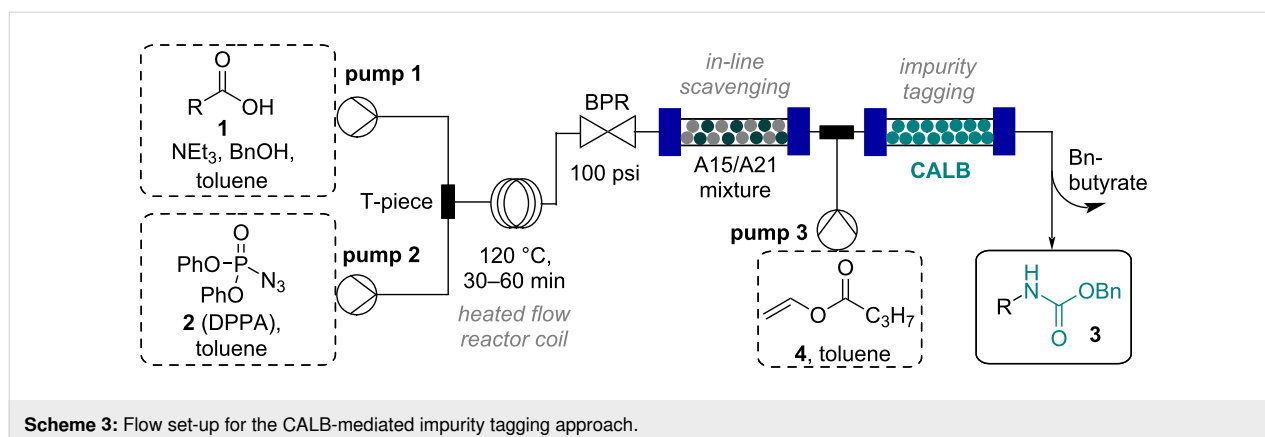 O
R
OH
1
NEt3, BnOH,
toluene
pump 1
O
PhO
P
N3
PhO
2 (DPPA),
toluene
pump 2
T-piece
120 °C,
30–60 min
heated flow
reactor coil
BPR
100 psi
in-line
scavenging
A15/A21
mixture
pump 3
O
O
C3H7
4, toluene
impurity
tagging
CALB
Bn-
butyrate
H
N
R
OBn
O
3
Scheme 3: Flow set-up for the CALB-mediated impurity tagging approach.